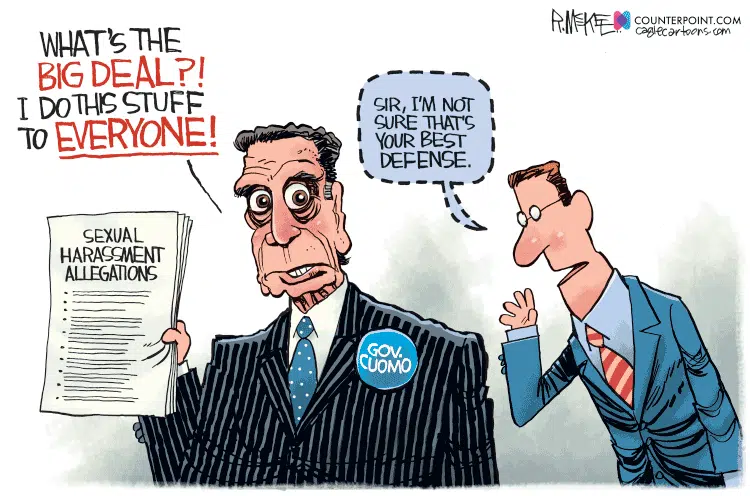 R.McKEE
COUNTERPOINT.COM
caglecartoons.com
WHAT'S THE
BIG DEAL?!
I DO THIS STUFF
TO EVERYONE!
SIR, I'M NOT
SURE THAT'S
YOUR BEST
DEFENSE.
SEXUAL
HARASSMENT
ALLEGATIONS
GOV.
CUOMO